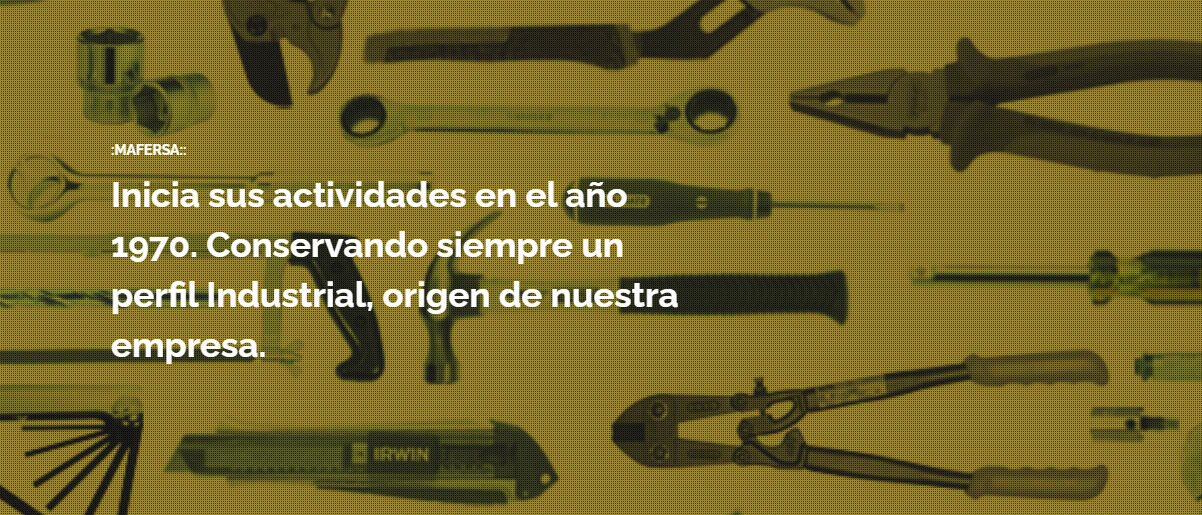 :MAFERSA::
Inicia sus actividades en el año
1970. Conservando siempre un
perfil Industrial, origen de nuestra
empresa.
IRWIN